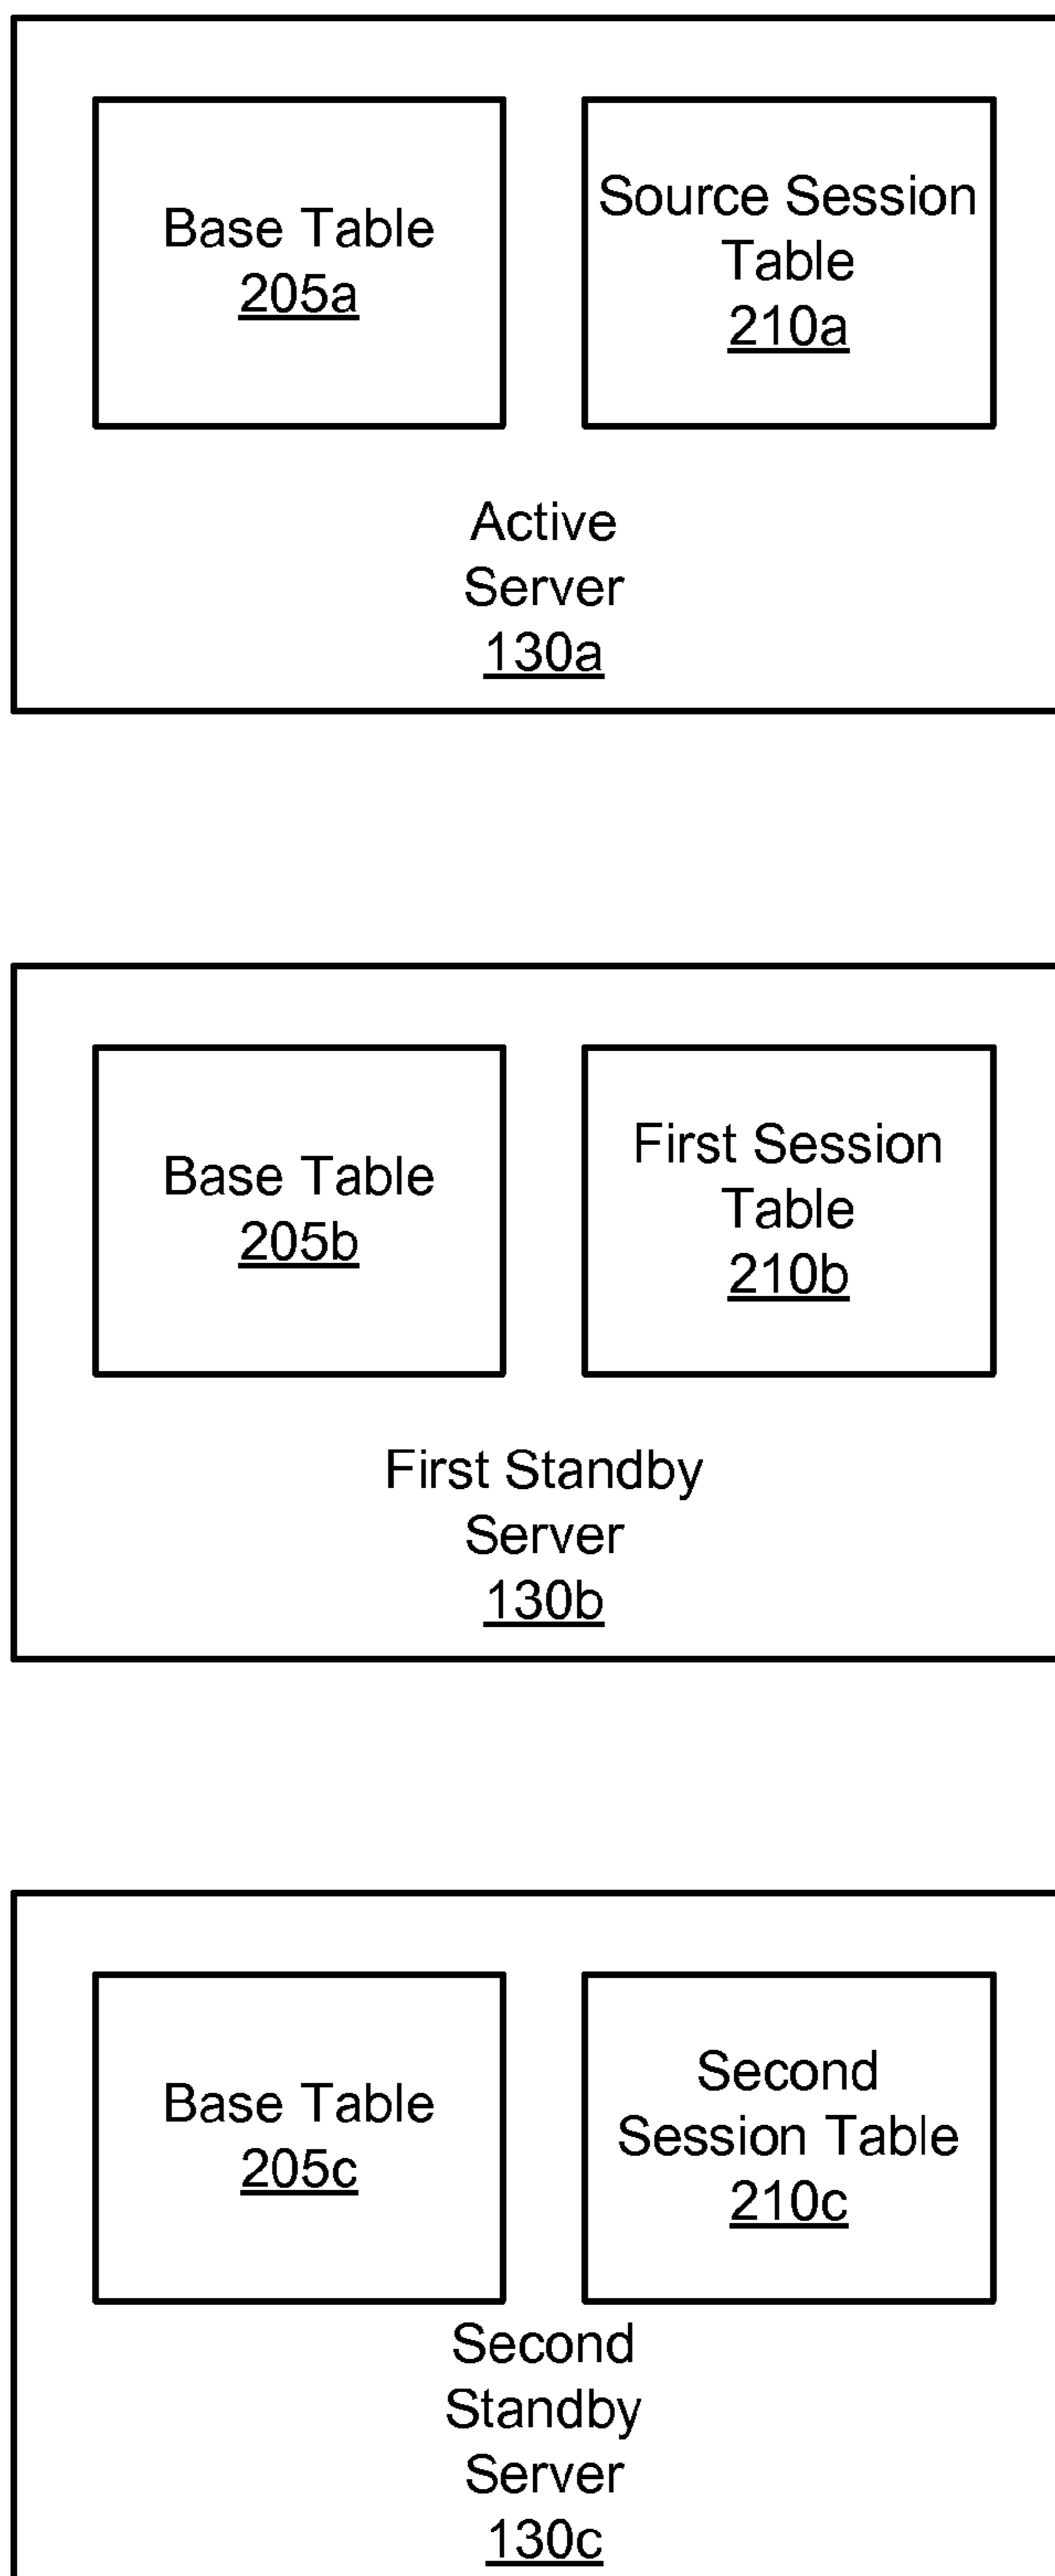 Base Table
205a
Source Session
Table
210a
Active
Server
130a
Base Table
205b
First Session
Table
210b
First Standby
Server
130b
Base Table
205c
Second
Session Table
210c
Second
Standby
Server
130c